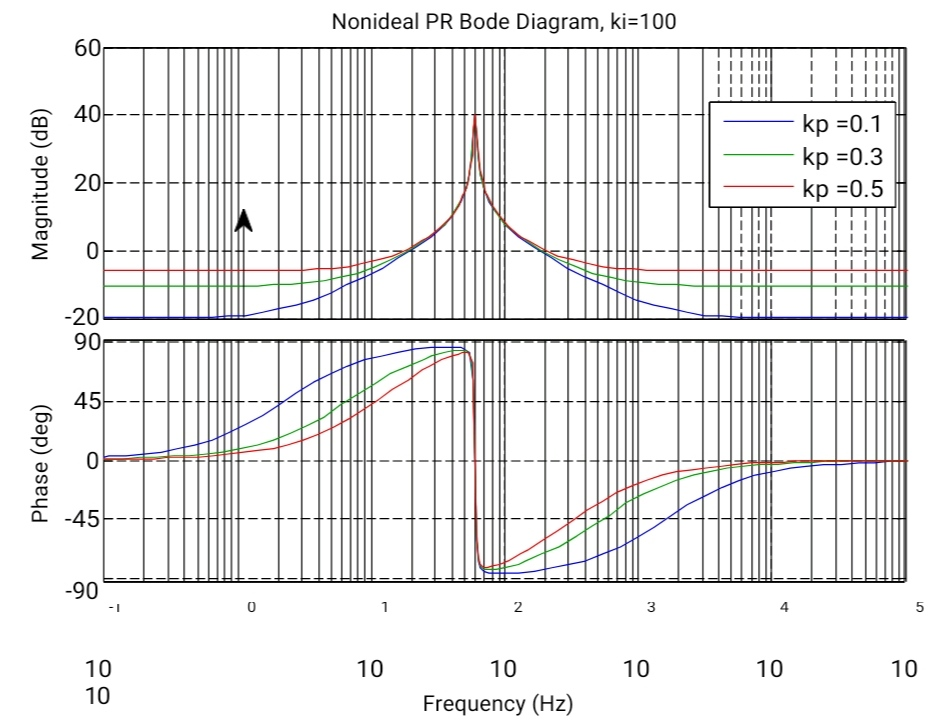 Nonideal PR Bode Diagram, ki=100
60
40
20
0
-20
Magnitude (dB)
kp =0.1
kp =0.3
kp =0.5
90
45
0
-45
-90
Phase (deg)
-1 0 1 2 3 4 5
10 10 10 10 10 10
10
Frequency (Hz)